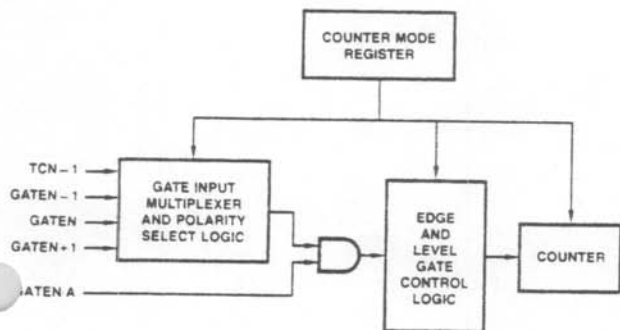 COUNTER MODE
REGISTER
TCN-1
GATEN-1
GATEN
GATEN+1
GATE INPUT
MULTIPLEXER
AND POLARITY
SELECT LOGIC
GATEN A
EDGE
AND
LEVEL
GATE
CONTROL
LOGIC
COUNTER